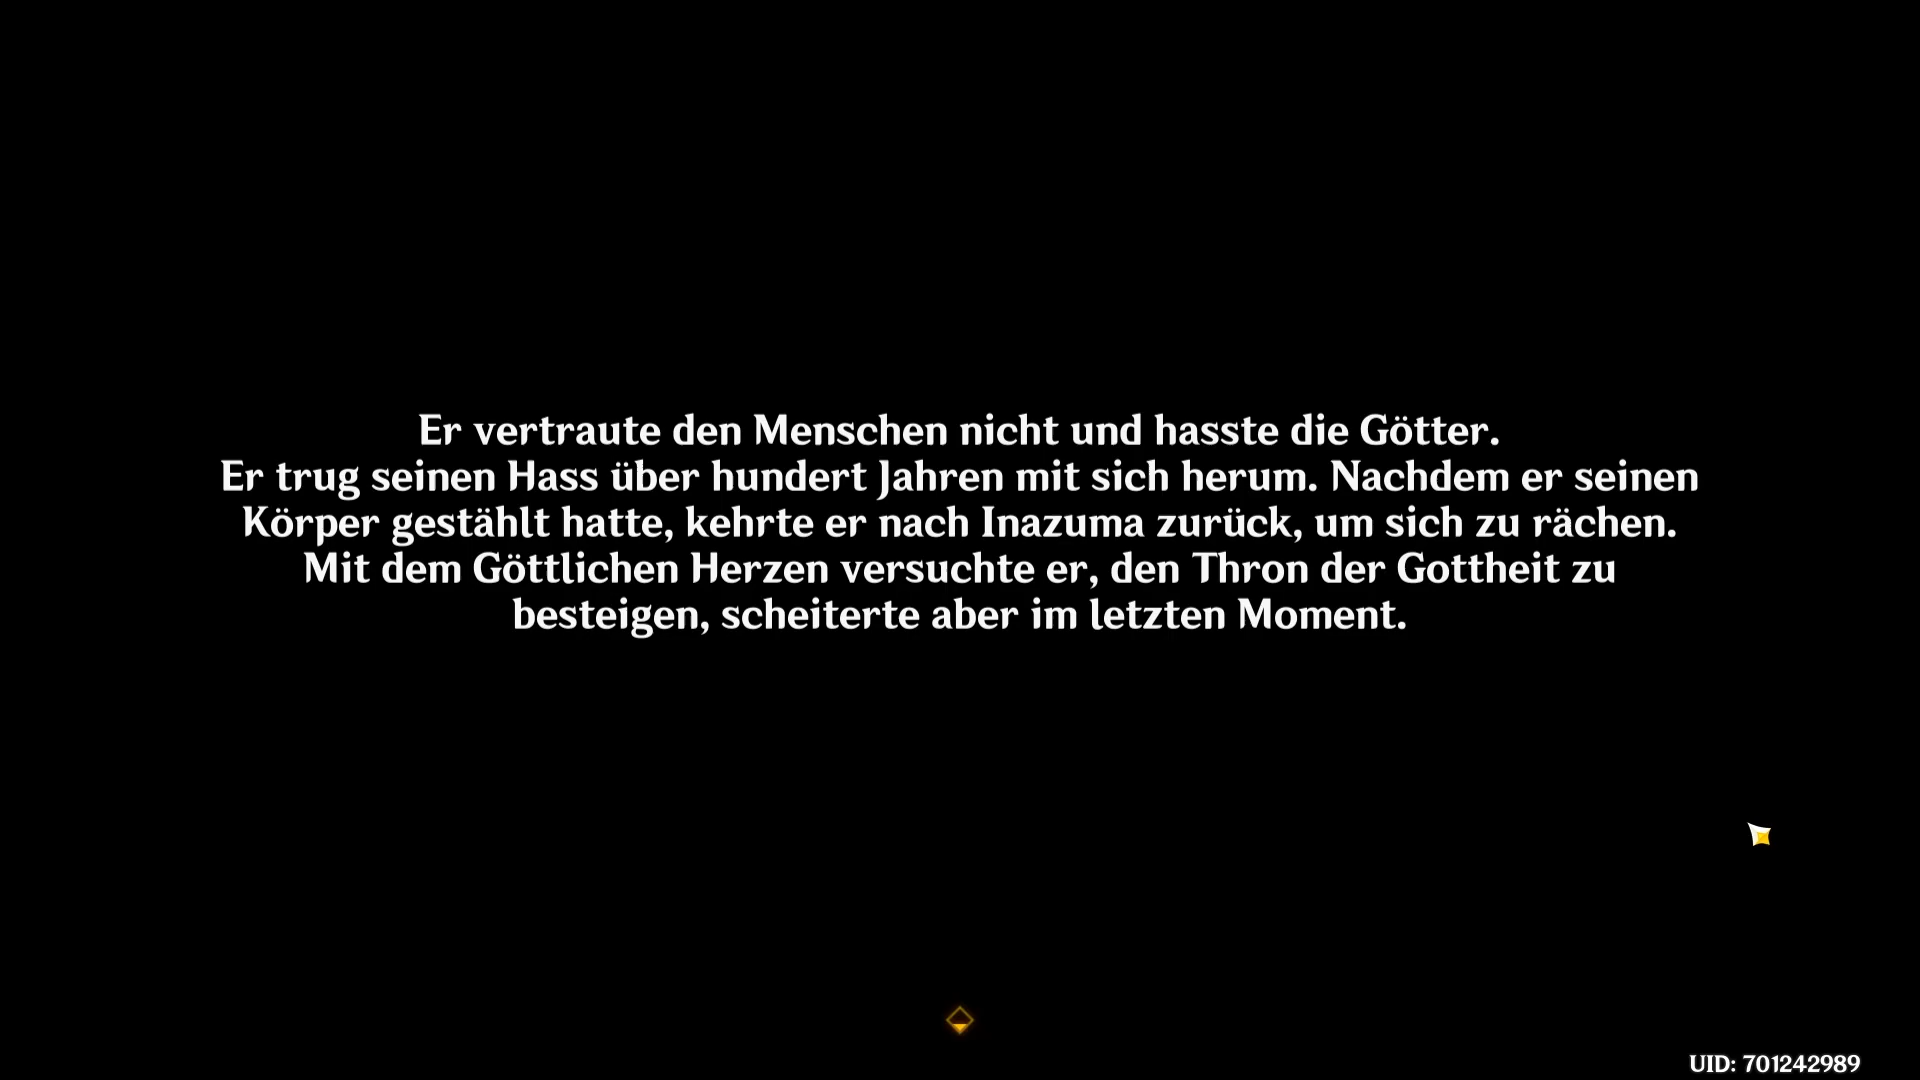 Er vertraute den Menschen nicht und hasste die Götter.
Er trug seinen Hass über hundert Jahren mit sich herum. Nachdem er seinen
Körper gestählt hatte, kehrte er nach Inazuma zurück, um sich zu rächen.
Mit dem Göttlichen Herzen versuchte er, den Thron der Gottheit zu
besteigen, scheiterte aber im letzten Moment.
UID: 701242989